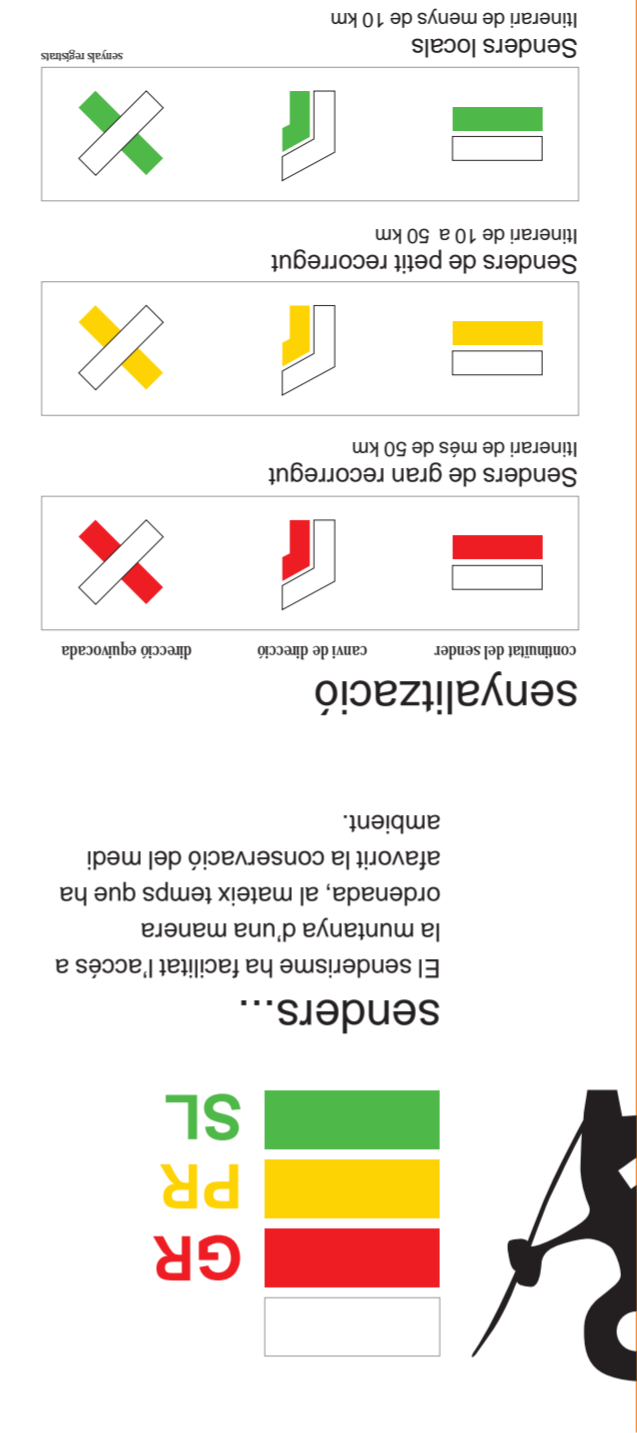 GR
PR
SL
senders...
El senderisme ha facilitat l'accés a
la muntanya d'una manera
ordenada, al mateix temps que ha
afavorit la conservació del medi
ambient.
senyalització
continuïtat del sender
canvi de direcció
direcció equivocada
Senders de gran recorregut
Itinerari de més de 50 km
Senders de petit recorregut
Itinerari de 10 a 50 km
senyals registrats
Senders locals
Itinerari de menys de 10 km